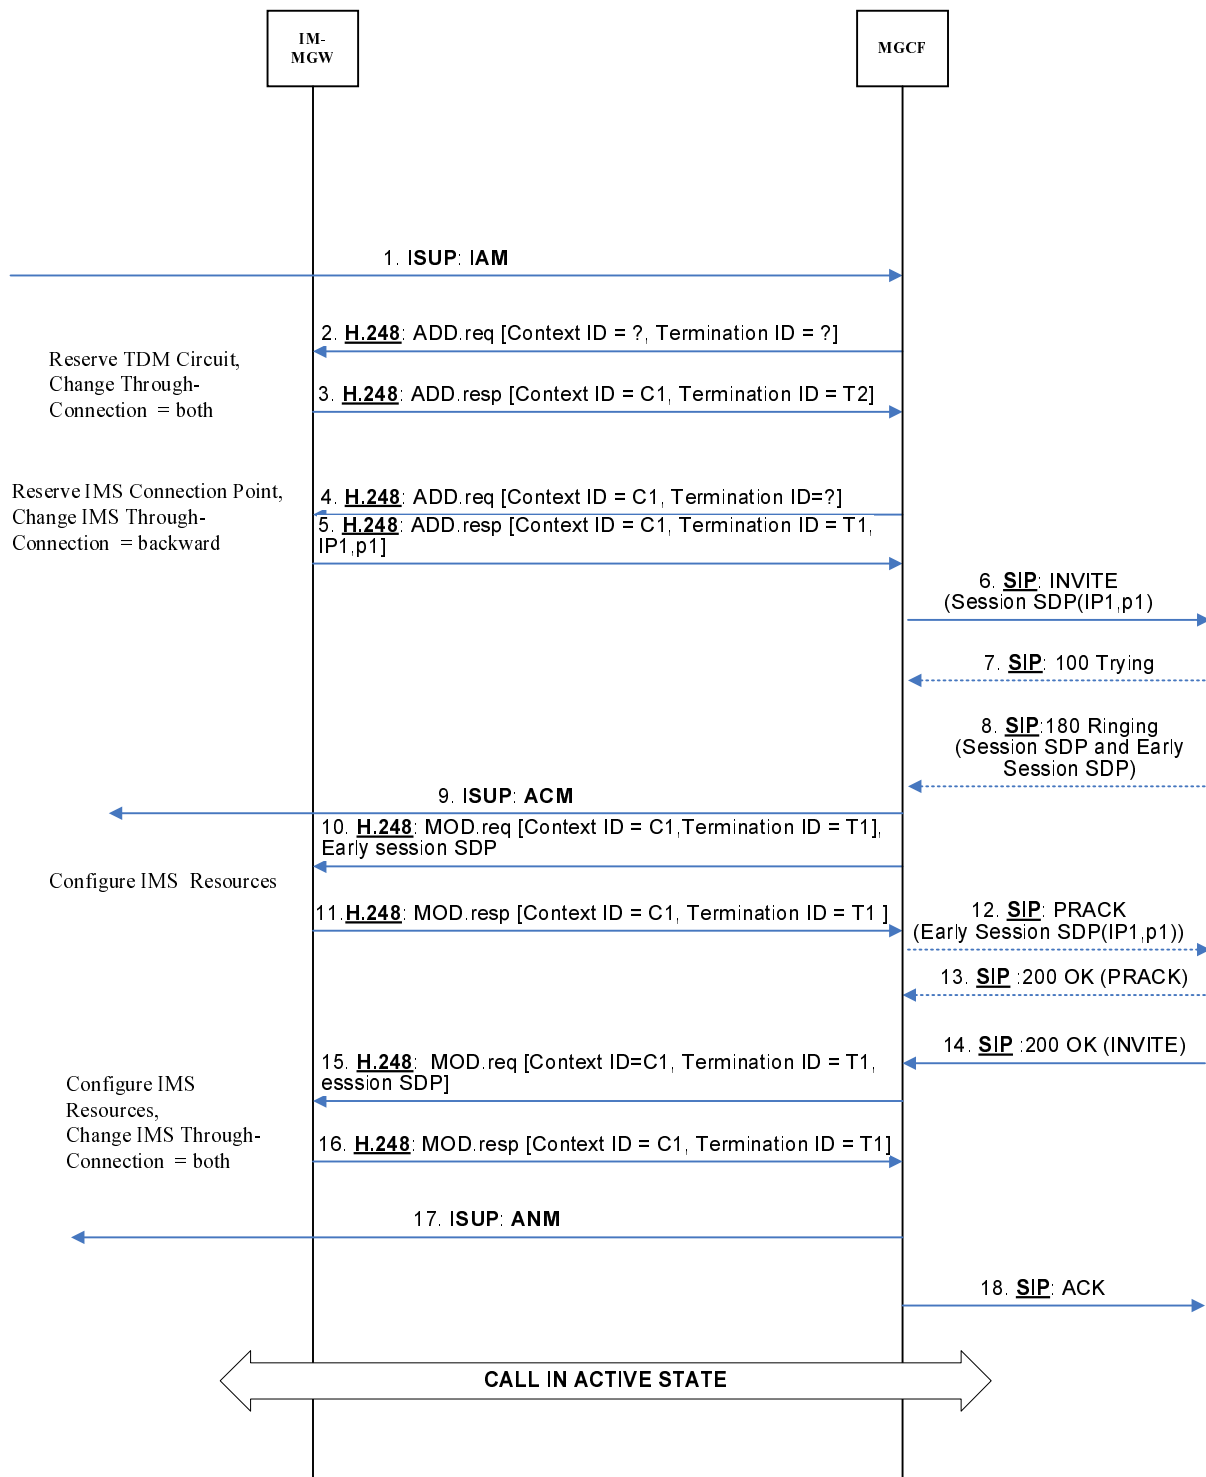 IM-
MGW
MGCF
1. ISUP: IAM
2. H.248: ADD.req [Context ID = ?, Termination ID = ?]
Reserve TDM Circuit,
Change Through-
Connection = both
3. H.248: ADD.resp [Context ID = C1, Termination ID = T2]
Reserve IMS Connection Point,
Change IMS Through-
Connection = backward
4. H.248: ADD.req [Context ID = C1, Termination ID=?]
5. H.248: ADD.resp [Context ID = C1, Termination ID = T1,
IP1,p1]
6. SIP: INVITE
(Session SDP(IP1,p1)
7. SIP: 100 Trying
8. SIP:180 Ringing
(Session SDP and Early
Session SDP)
9. ISUP: ACM
10. H.248: MOD.req [Context ID = C1,Termination ID = T1],
Early session SDP
Configure IMS Resources
11.H.248: MOD.resp [Context ID = C1, Termination ID = T1 ]
12. SIP: PRACK
(Early Session SDP(IP1,p1))
13. SIP :200 OK (PRACK)
14. SIP :200 OK (INVITE)
15. H.248: MOD.req [Context ID=C1, Termination ID = T1,
esssion SDP]
Configure IMS
Resources,
Change IMS Through-
Connection = both
16. H.248: MOD.resp [Context ID = C1, Termination ID = T1]
17. ISUP: ANM
18. SIP: ACK
CALL IN ACTIVE STATE